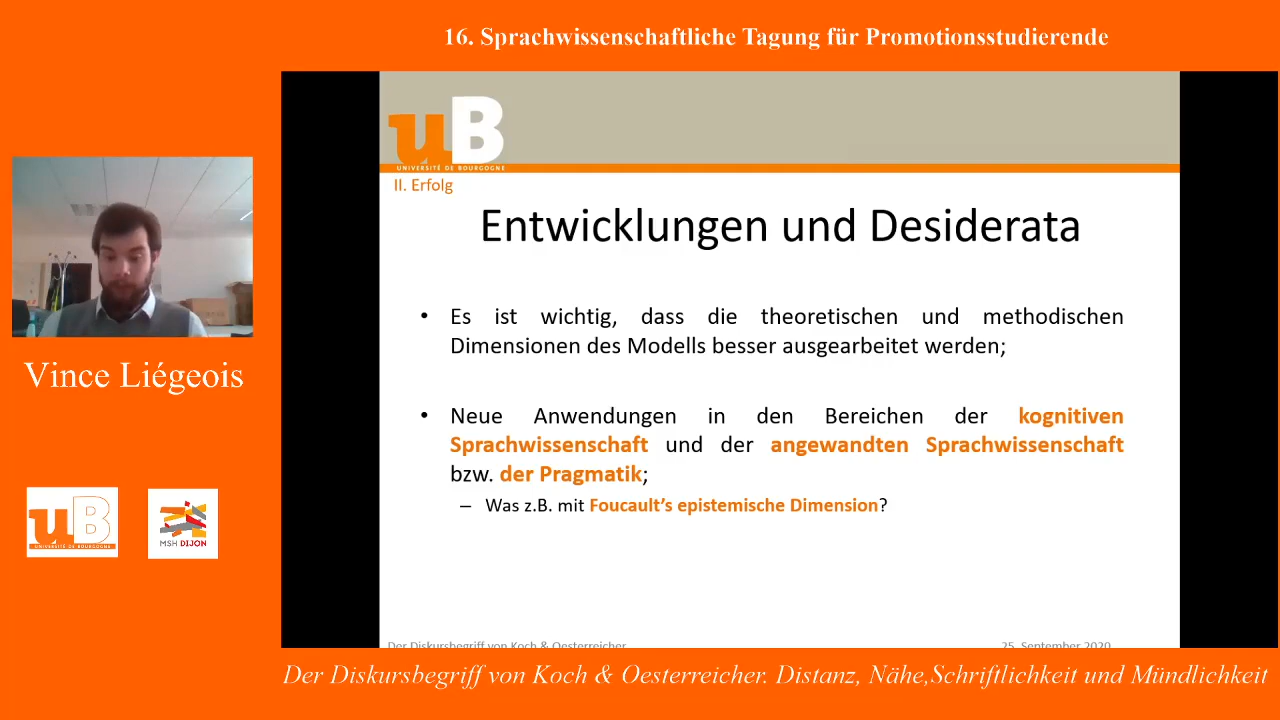 16. Sprachwissenschaftliche Tagung für Promotionsstudierende
uB
UNIVERSITÉ DE BOURGOGNE
II. Erfolg
Entwicklungen und Desiderata
• Es ist wichtig, dass die theoretischen und methodischen
Dimensionen des Modells besser ausgearbeitet werden;
• Neue Anwendungen in den Bereichen der kognitiven
Sprachwissenschaft und der angewandten Sprachwissenschaft
bzw. der Pragmatik;
– Was z.B. mit Foucault's epistemische Dimension?
Der Diskursbegriff von Koch & Oesterreicher
25. September 2020
Vince Liégeois
uB
UNIVERSITÉ DE BOURGOGNE
MSH DIJON
Der Diskursbegriff von Koch & Oesterreicher. Distanz, Nähe,Schriftlichkeit und Mündlichkeit